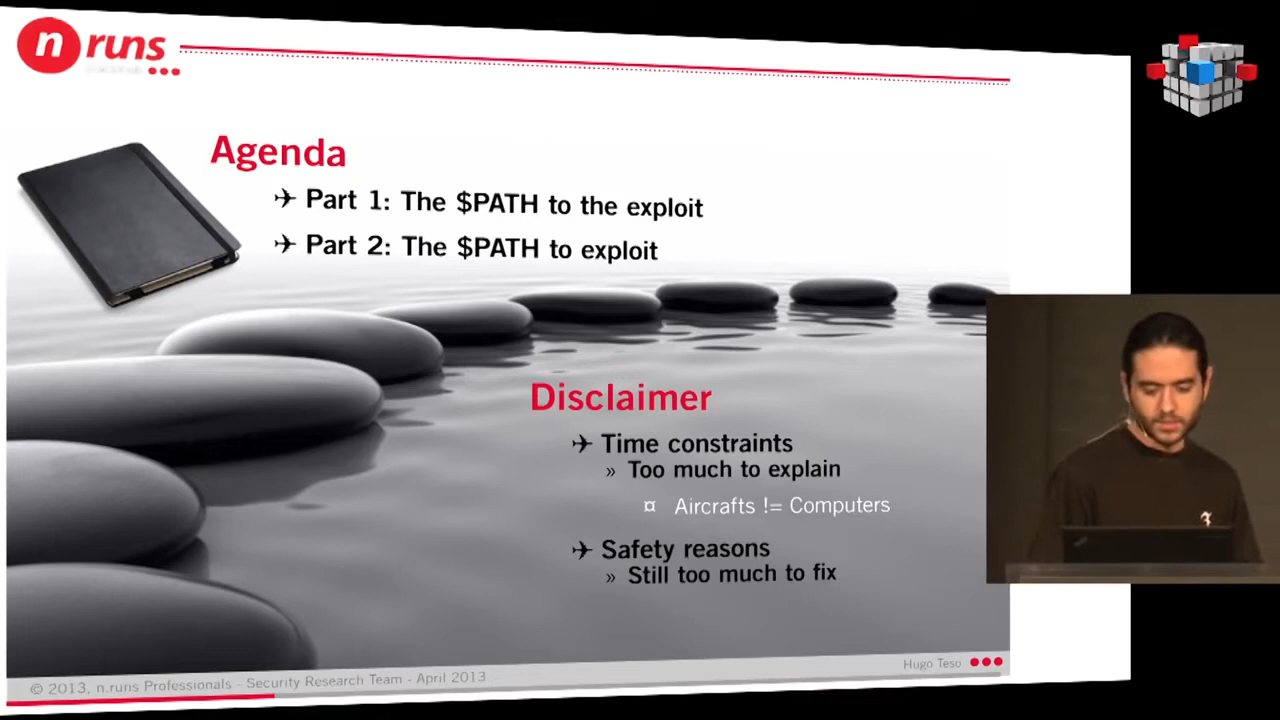 n runs
Agenda
✈ Part 1: The $PATH to the exploit
✈ Part 2: The $PATH to exploit
Disclaimer
✈ Time constraints
» Too much to explain
¤ Aircrafts != Computers
✈ Safety reasons
» Still too much to fix
Hugo Teso
© 2013, n.runs Professionals - Security Research Team - April 2013